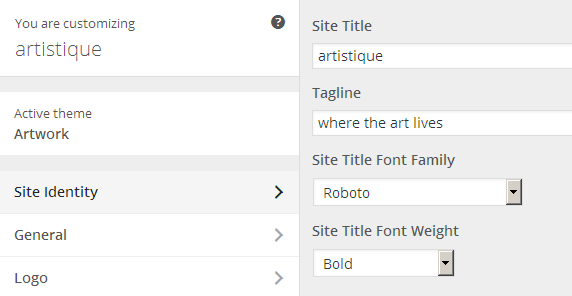 You are customizing
artistique
Active theme
Artwork
Site Identity
General
Logo
Site Title
artistique
Tagline
where the art lives
Site Title Font Family
Roboto
Site Title Font Weight
Bold